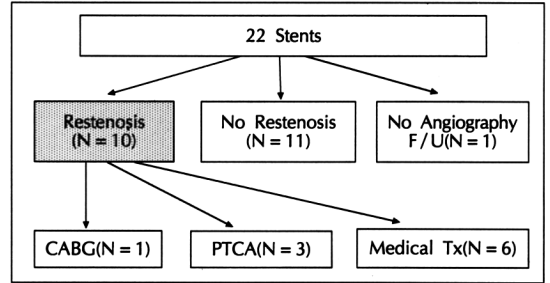 22 Stents
Restenosis
(N = 10)
No Restenosis
(N = 11)
No Angiography
F / U(N = 1)
CABG(N = 1)
PTCA(N = 3)
Medical Tx(N = 6)